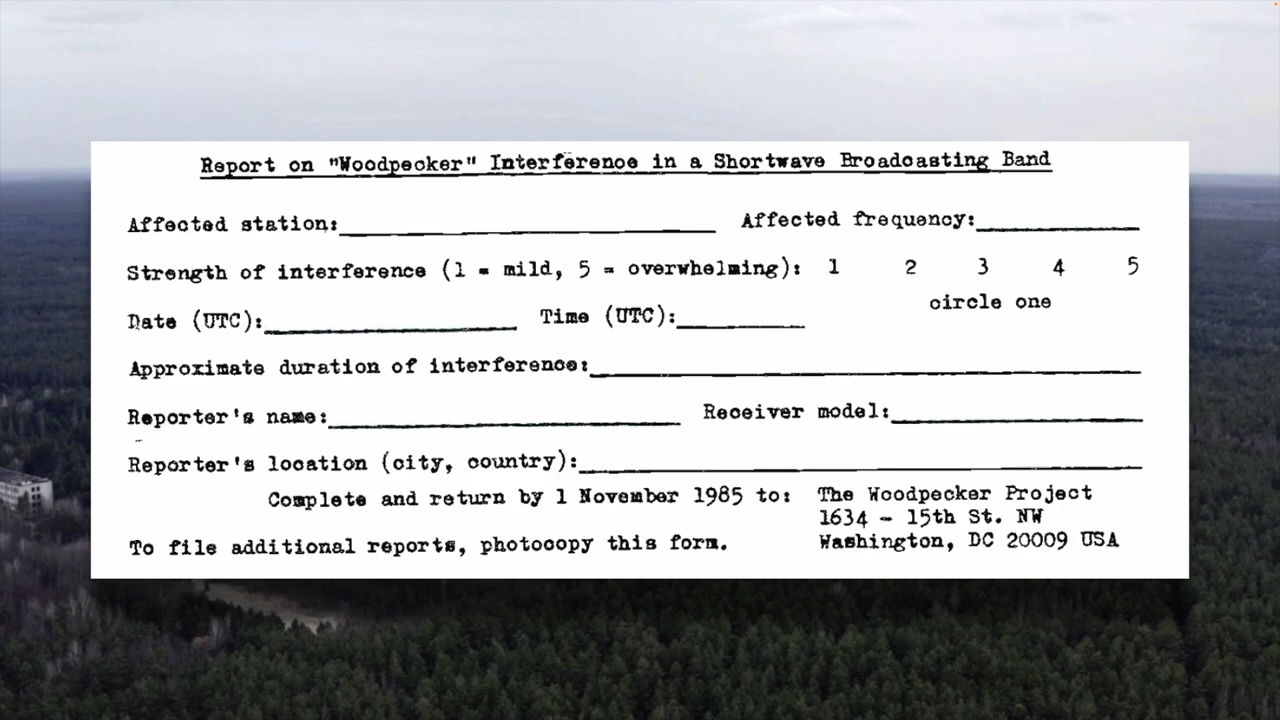 Report on "Woodpecker" Interference in a Shortwave Broadcasting Band
Affected station: Affected frequency:
Strength of interference (1 = mild, 5 = overwhelming): 1 2 3 4 5
circle one
Date (UTC): Time (UTC):
Approximate duration of interference:
Reporter's name: Receiver model:
Reporter's location (city, country):
Complete and return by 1 November 1985 to: The Woodpecker Project
1634 - 15th St. NW
To file additional reports, photocopy this form. Washington, DC 20009 USA